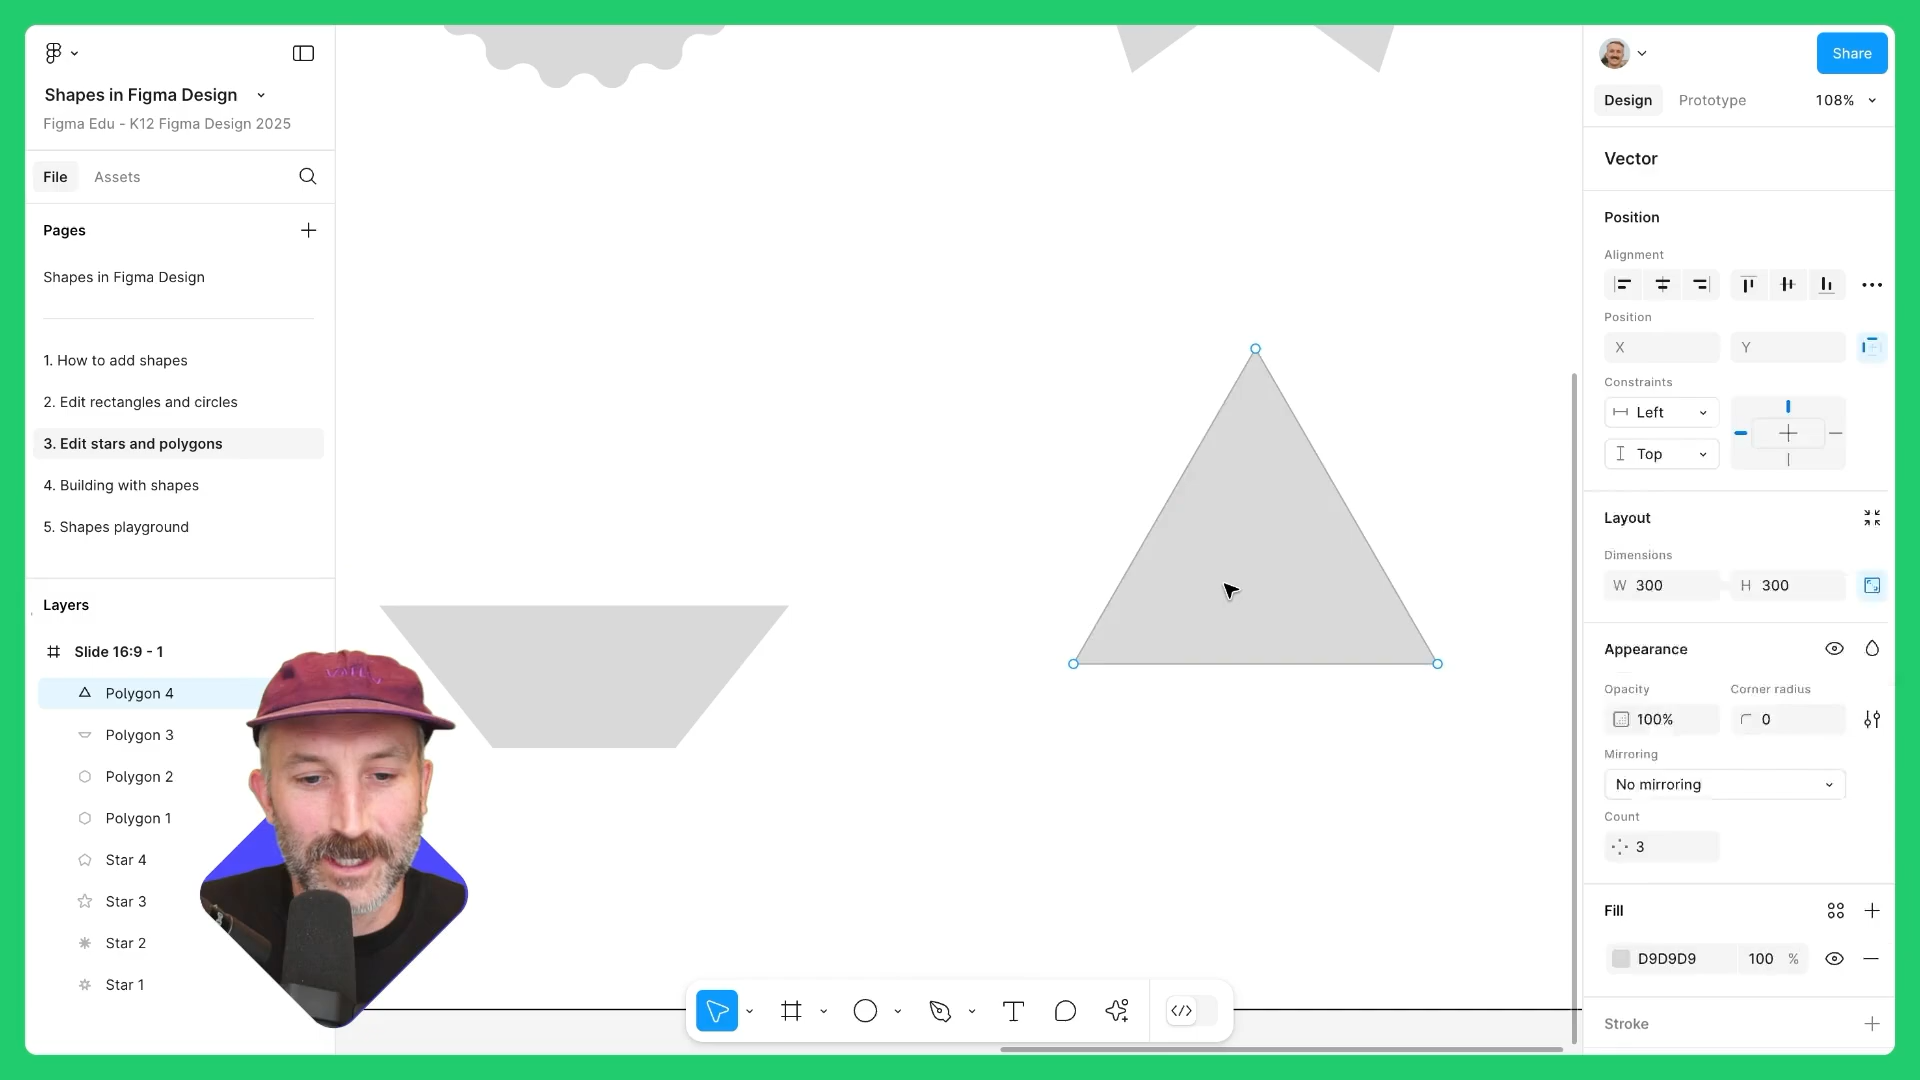 Shapes in Figma Design
Figma Edu - K12 Figma Design 2025
File
Assets
Pages
Shapes in Figma Design
1. How to add shapes
2. Edit rectangles and circles
3. Edit stars and polygons
4. Building with shapes
5. Shapes playground
Layers
Slide 16:9 - 1
Polygon 4
Polygon 3
Polygon 2
Polygon 1
Star 4
Star 3
Star 2
Star 1
Share
Design
Prototype
108%
Vector
Position
Alignment
Position
X
Y
Constraints
Left
Top
Layout
Dimensions
W 300
H 300
Appearance
Opacity
Corner radius
100%
0
Mirroring
No mirroring
Count
3
Fill
D9D9D9
100 %
Stroke